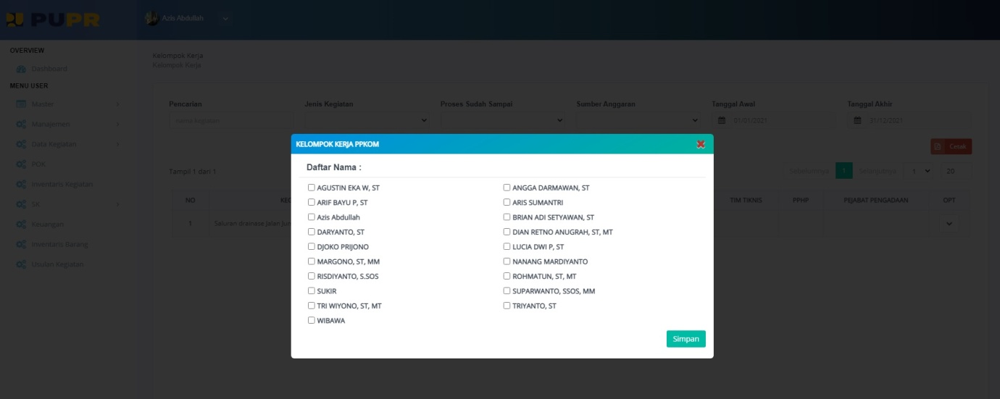 PUPR
Azis Abdullah
OVERVIEW
Dashboard
MENU USER
Master
Manajemen
Data Kegiatan
POK
Inventaris Kegiatan
SK
Keuangan
Inventaris Barang
Usulan Kegiatan
Kelompok Kerja
Kelompok Kerja
Pencarian
Jenis Kegiatan
Proses Sudah Sampai
Sumber Anggaran
Tanggal Awal
Tanggal Akhir
nama kegiatan
01/01/2021
31/12/2021
Cetak
Tampil 1 dari 1
Sebelumnya 1 Selanjutnya 1 20
NO
TIM TIKNIS
PPHP
PEJABAT PENGADAAN
OPT
1
Saluran drainase Jalan
KELOMPOK KERJA PPKOM
Daftar Nama :
AGUSTIN EKA W, ST
ANGGA DARMAWAN, ST
ARIF BAYU P, ST
ARIS SUMANTRI
Azis Abdullah
BRIAN ADI SETYAWAN, ST
DARYANTO, ST
DIAN RETNO ANUGRAH, ST, MT
DJOKO PRIJONO
LUCIA DWI P, ST
MARGONO, ST, MM
NANANG MARDIYANTO
RISDIYANTO, S.SOS
ROHMATUN, ST, MT
SUKIR
SUPARWANTO, SSOS, MM
TRI WIYONO, ST, MT
TRIYANTO, ST
WIBAWA
Simpan